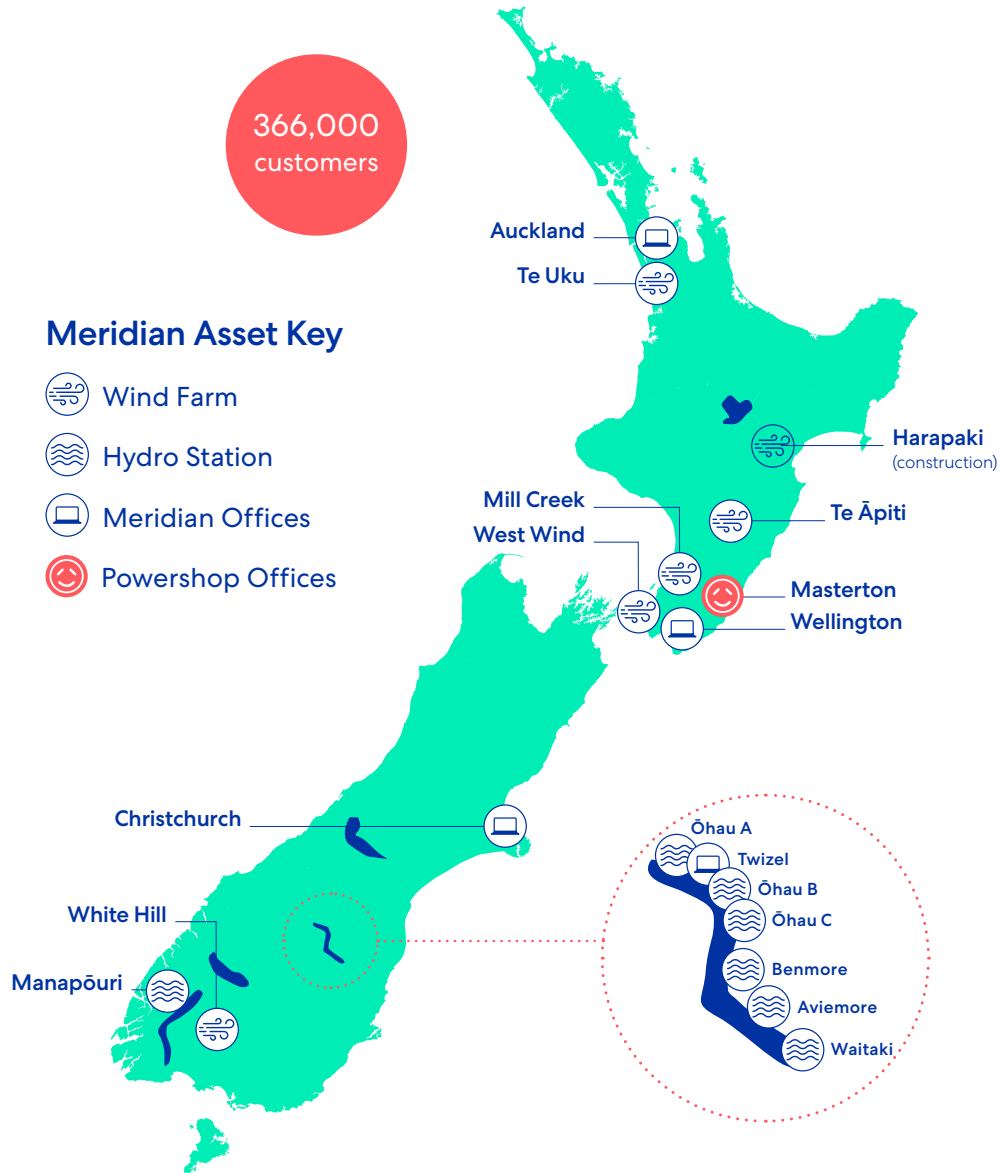 366,000
customers
Auckland
Te Uku
Meridian Asset Key
Wind Farm
Hydro Station
Meridian Offices
Powershop Offices
Harapaki
(construction)
Mill Creek
Te Āpiti
West Wind
Masterton
Wellington
Christchurch
White Hill
Manapōuri
Ōhau A
Twizel
Ōhau B
Ōhau C
Benmore
Aviemore
Waitaki